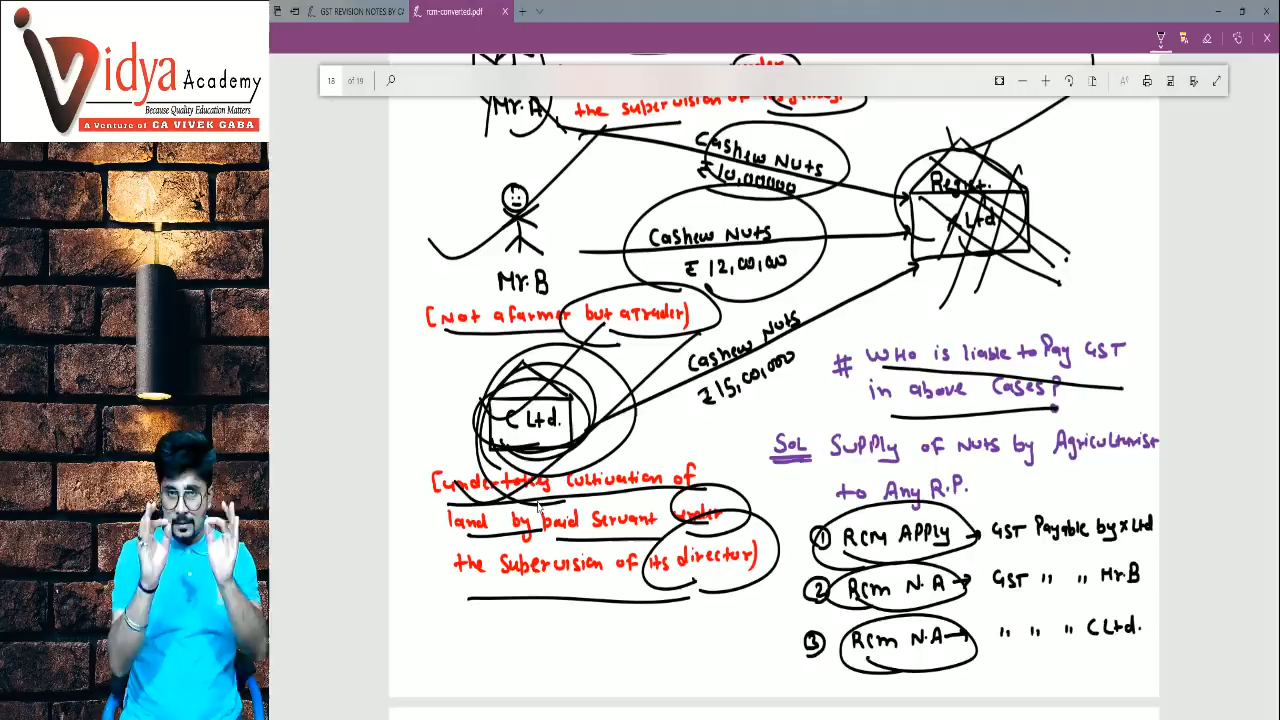 GST REVISION NOTES BY CA
rcm-converted.pdf
Vidya Academy
Because Quality Education Matters
A Venture of CA VIVEK GABA
18 of 19
Mr. A
the supervision of
Cashew Nuts
₹10,00000
Regist.
Ltd
Cashew Nuts
₹ 12,00,000
Mr. B
(Not a farmer but a Trader)
Cashew Nuts
₹15,00,000
C Ltd.
(undertakes cultivation of
land by paid servant under
the supervision of its director)
# WHO is liable to Pay GST
in above Cases?
SOL Supply of Nuts by Agriculturist
to Any R.P.
① RCM APPLY → GST Payable by X Ltd
② Rcm N.A → GST " " Mr. B
③ Rcm N.A → " " " C Ltd.